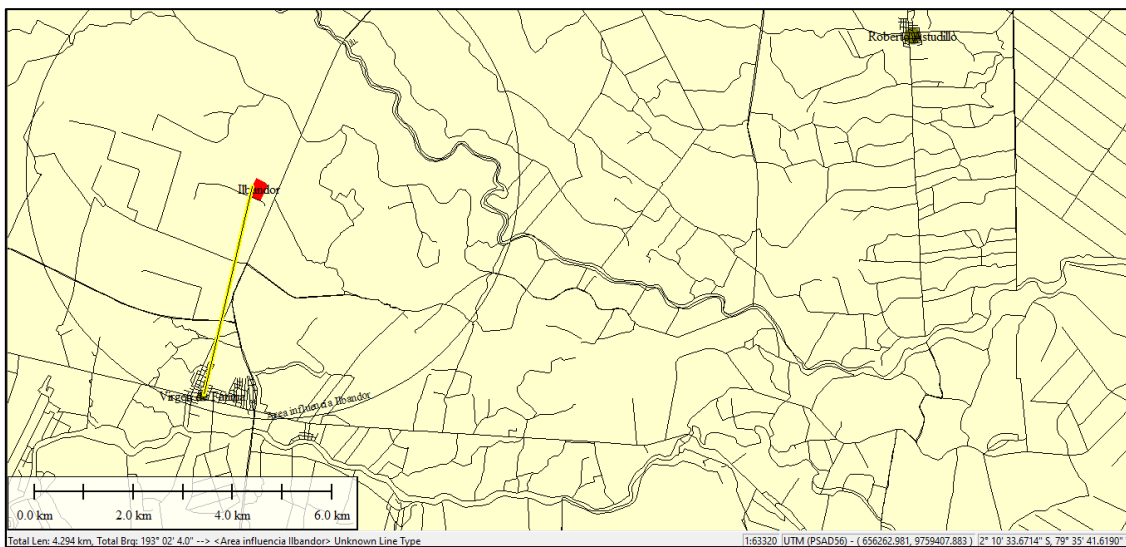 Roberto Astudillo
Ilbandor
Virgen de Fatima
Area influencia Ilbandor
0.0 km 2.0 km 4.0 km 6.0 km
Total Len: 4.294 km, Total Brg: 193° 02' 4.0" --> <Area influencia Ilbandor> Unknown Line Type 1:63320 UTM (PSAD56) - ( 656262.981, 9759407.883 ) 2° 10' 33.6714" S, 79° 35' 41.6190"